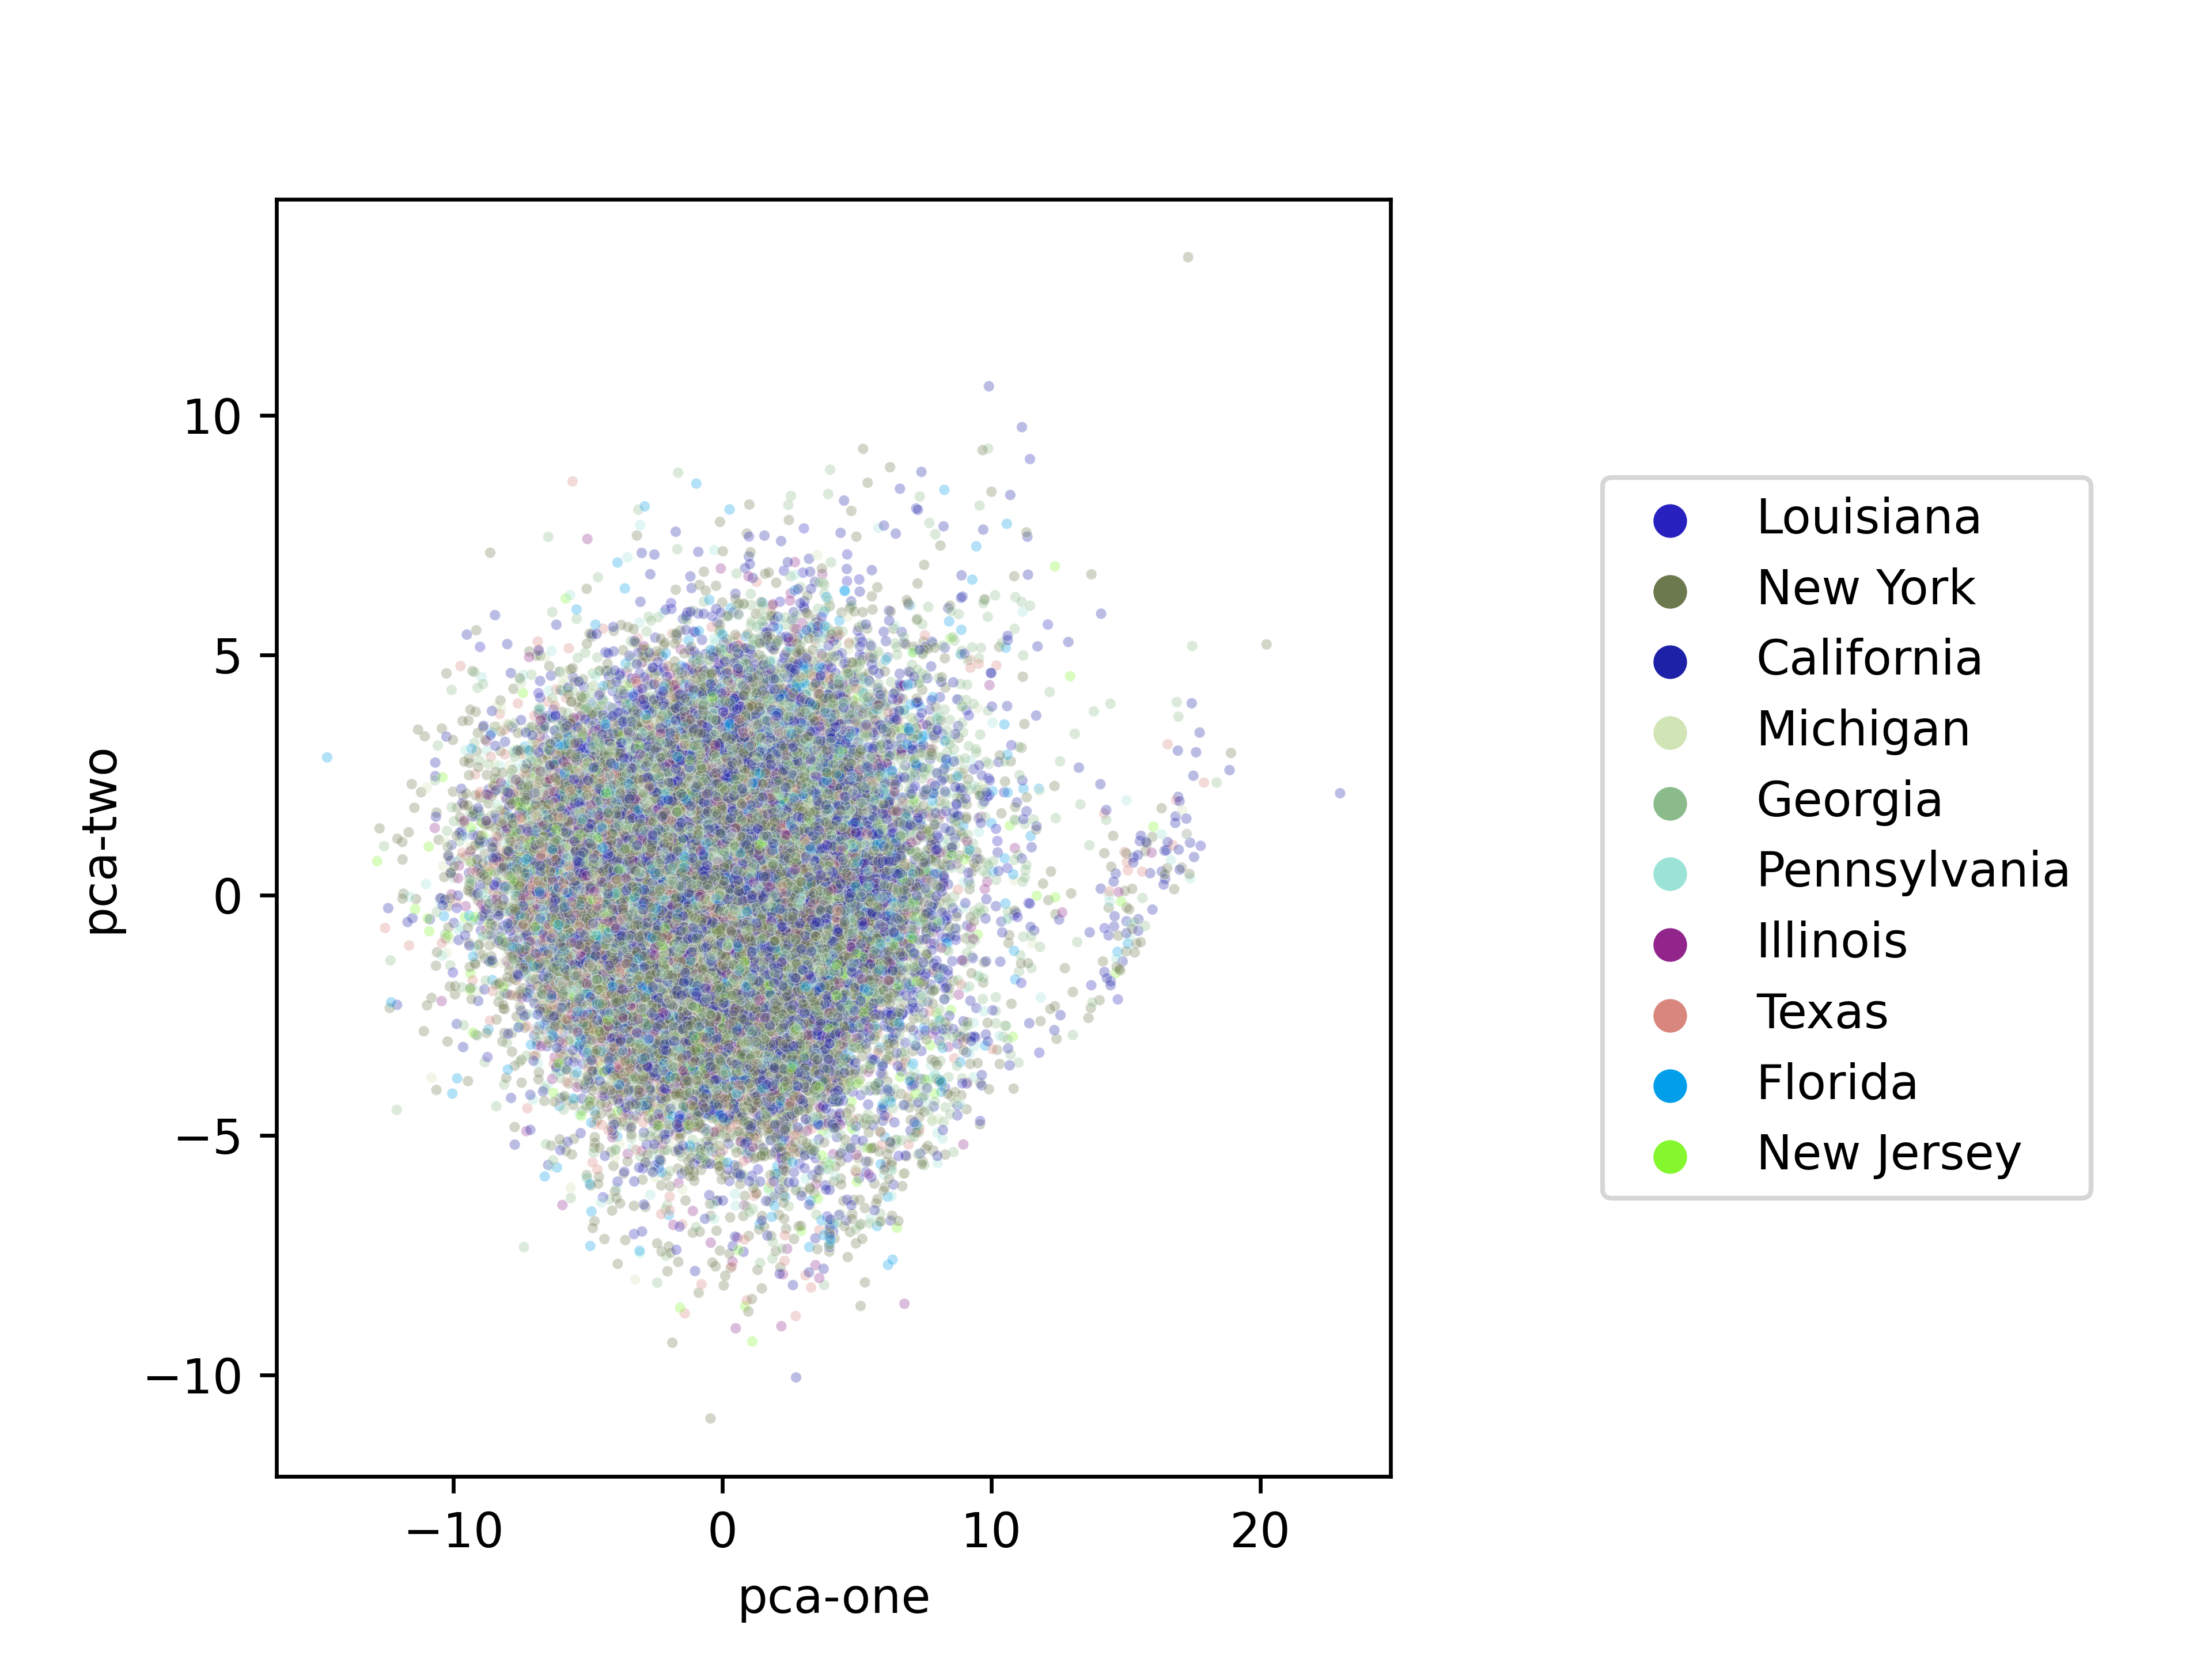 10
5
0
−5
−10
pca-two
−10 0 10 20
pca-one
Louisiana
New York
California
Michigan
Georgia
Pennsylvania
Illinois
Texas
Florida
New Jersey